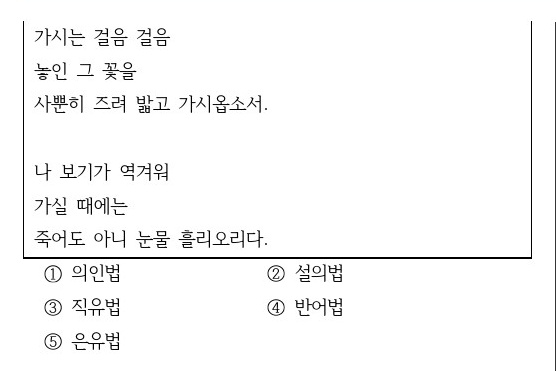 가시는 걸음 걸음
놓인 그 꽃을
사뿐히 즈려 밟고 가시옵소서.
나 보기가 역겨워
가실 때에는
죽어도 아니 눈물 흘리오리다.
① 의인법 ② 설의법
③ 직유법 ④ 반어법
⑤ 은유법